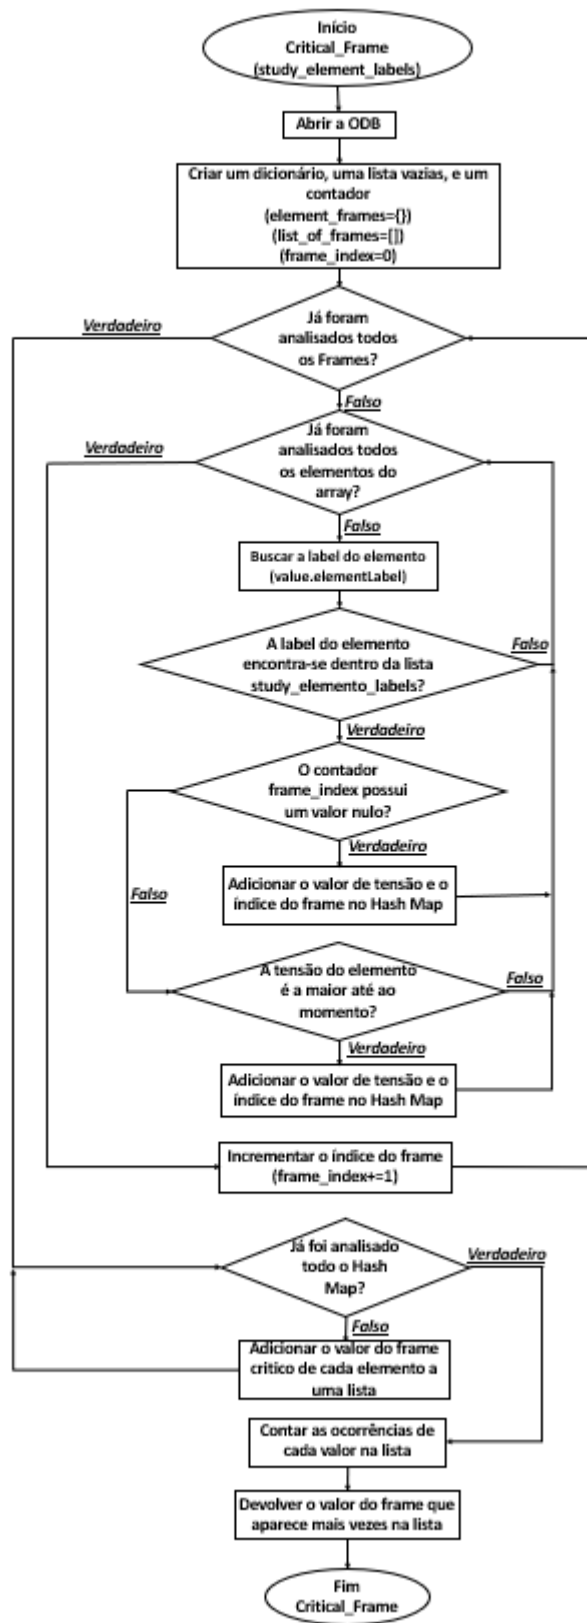 Início
Critical_Frame
(study_element_labels)
Abrir a ODB
Criar um dicionário, uma lista vazias, e um
contador
(element_frames={})
(list_of_frames=[])
(frame_index=0)
Verdadeiro
Já foram
analisados todos
os Frames?
Falso
Verdadeiro
Já foram
analisados todos
os elementos do
array?
Falso
Buscar a label do elemento
(value.elementLabel)
A label do elemento
encontra-se dentro da lista
study_elemento_labels?
Falso
Verdadeiro
O contador
frame_index possui
um valor nulo?
Verdadeiro
Falso
Adicionar o valor de tensão e o
índice do frame no Hash Map
A tensão do elemento
é a maior até ao
momento?
Falso
Verdadeiro
Adicionar o valor de tensão e o
índice do frame no Hash Map
Incrementar o índice do frame
(frame_index+=1)
Já foi analisado
todo o Hash
Map?
Verdadeiro
Falso
Adicionar o valor do frame
critico de cada elemento a
uma lista
Contar as ocorrências de
cada valor na lista
Devolver o valor do frame que
aparece mais vezes na lista
Fim
Critical_Frame